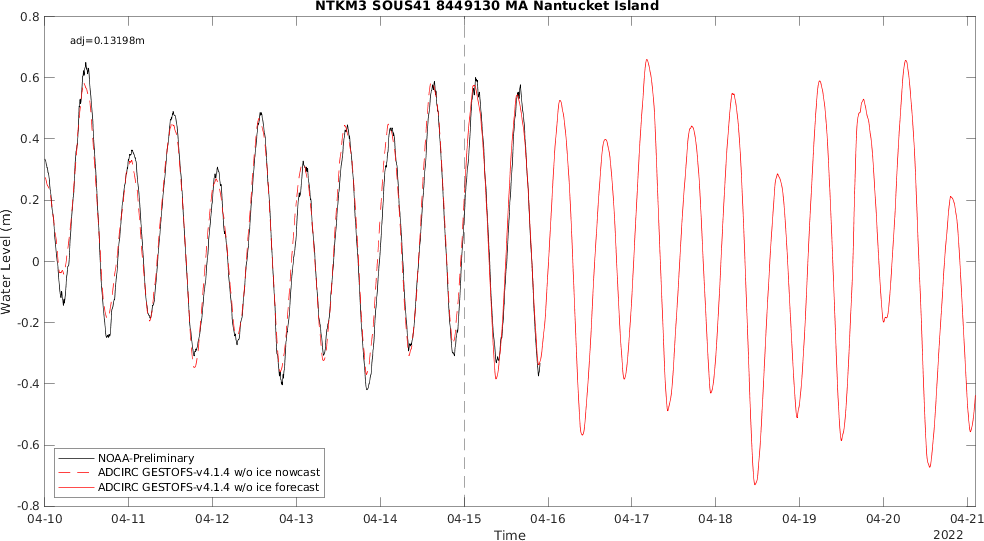 NTKM3 SOUS41 8449130 MA Nantucket Island
adj=0.13198m
0.8
0.6
0.4
0.2
0
-0.2
-0.4
-0.6
-0.8
Water Level (m)
NOAA-Preliminary
ADCIRC GESTOFS-v4.1.4 w/o ice nowcast
ADCIRC GESTOFS-v4.1.4 w/o ice forecast
04-10 04-11 04-12 04-13 04-14 04-15 04-16 04-17 04-18 04-19 04-20 04-21
Time
2022